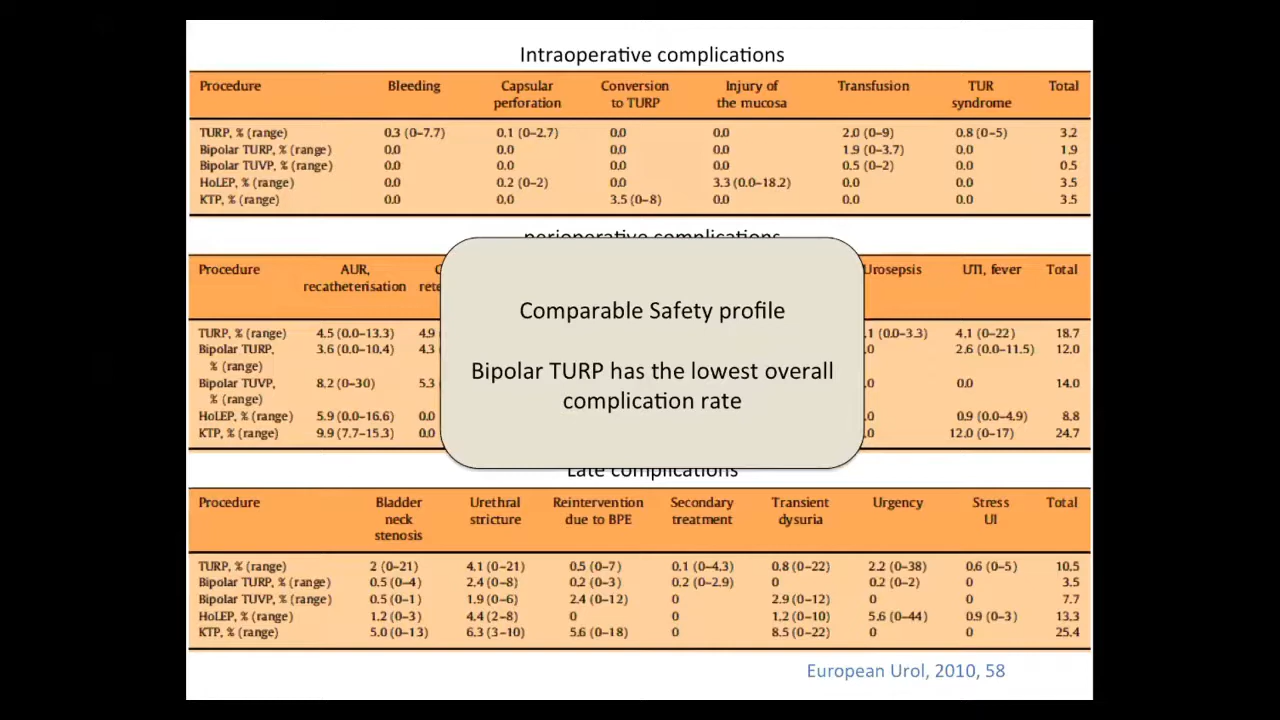 Intraoperative complications
Procedure Bleeding Capsular perforation Conversion to TURP Injury of the mucosa Transfusion TUR syndrome Total
TURP, % (range) 0.3 (0–7.7) 0.1 (0–2.7) 0.0 0.0 2.0 (0–9) 0.8 (0–5) 3.2
Bipolar TURP, % (range) 0.0 0.0 0.0 0.0 1.9 (0–3.7) 0.0 1.9
Bipolar TUVP, % (range) 0.0 0.0 0.0 0.0 0.5 (0–2) 0.0 0.5
HoLEP, % (range) 0.0 0.2 (0–2) 0.0 3.3 (0.0–18.2) 0.0 0.0 3.5
KTP, % (range) 0.0 0.0 3.5 (0–8) 0.0 0.0 0.0 3.5
perioperative complications
Procedure AUR, recatheterisation Urosepsis UTI, fever Total
TURP, % (range) 4.5 (0.0–13.3) 4.9 .1 (0.0–3.3) 4.1 (0–22) 18.7
Bipolar TURP, % (range) 3.6 (0.0–10.4) 4.3 .0 2.6 (0.0–11.5) 12.0
Bipolar TUVP, % (range) 8.2 (0–30) 5.3 .0 0.0 14.0
HoLEP, % (range) 5.9 (0.0–16.6) 0.0 .0 0.9 (0.0–4.9) 8.8
KTP, % (range) 9.9 (7.7–15.3) 0.0 .0 12.0 (0–17) 24.7
Comparable Safety profile
Bipolar TURP has the lowest overall
complication rate
Late complications
Procedure Bladder neck stenosis Urethral stricture Reintervention due to BPE Secondary treatment Transient dysuria Urgency Stress UI Total
TURP, % (range) 2 (0–21) 4.1 (0–21) 0.5 (0–7) 0.1 (0–4.3) 0.8 (0–22) 2.2 (0–38) 0.6 (0–5) 10.5
Bipolar TURP, % (range) 0.5 (0–4) 2.4 (0–8) 0.2 (0–3) 0.2 (0–2.9) 0 0.2 (0–2) 0 3.5
Bipolar TUVP, % (range) 0.5 (0–1) 1.9 (0–6) 2.4 (0–12) 0 2.9 (0–12) 0 0 7.7
HoLEP, % (range) 1.2 (0–3) 4.4 (2–8) 0 0 1.2 (0–10) 5.6 (0–44) 0.9 (0–3) 13.3
KTP, % (range) 5.0 (0–13) 6.3 (3–10) 5.6 (0–18) 0 8.5 (0–22) 0 0 25.4
European Urol, 2010, 58